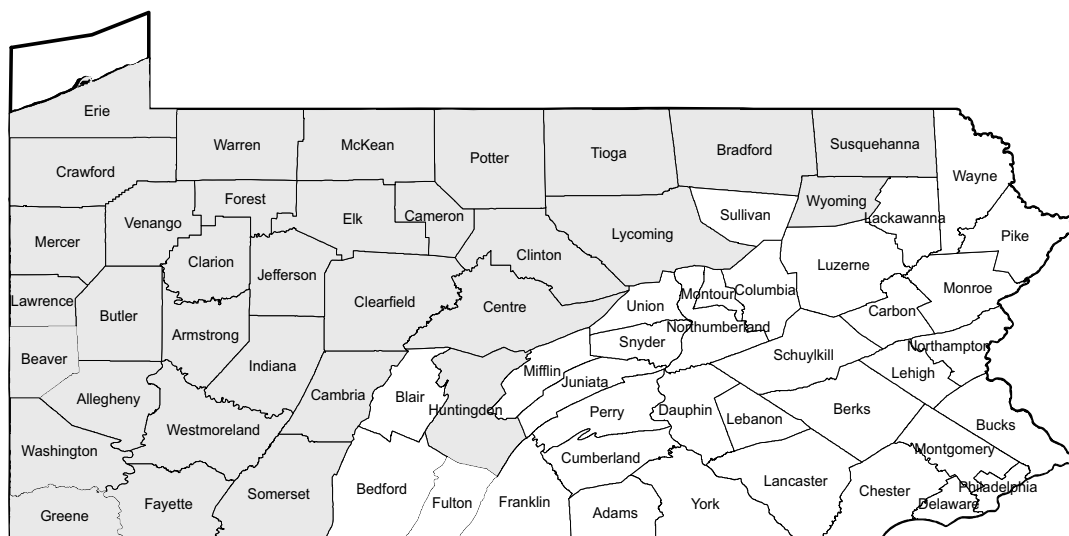 Erie
Warren
McKean
Potter
Tioga
Bradford
Susquehanna
Wayne
Crawford
Forest
Elk
Cameron
Sullivan
Wyoming
Lackawanna
Venango
Mercer
Clarion
Jefferson
Clinton
Lycoming
Pike
Luzerne
Monroe
Lawrence
Butler
Armstrong
Clearfield
Centre
Union
Montour
Columbia
Carbon
Northumberland
Snyder
Northampton
Beaver
Indiana
Schuylkill
Lehigh
Allegheny
Cambria
Blair
Huntingdon
Mifflin
Juniata
Perry
Dauphin
Lebanon
Berks
Bucks
Westmoreland
Washington
Cumberland
Montgomery
Somerset
Bedford
Fulton
Franklin
Lancaster
Chester
Philadelphia
Delaware
Fayette
Greene
Adams
York